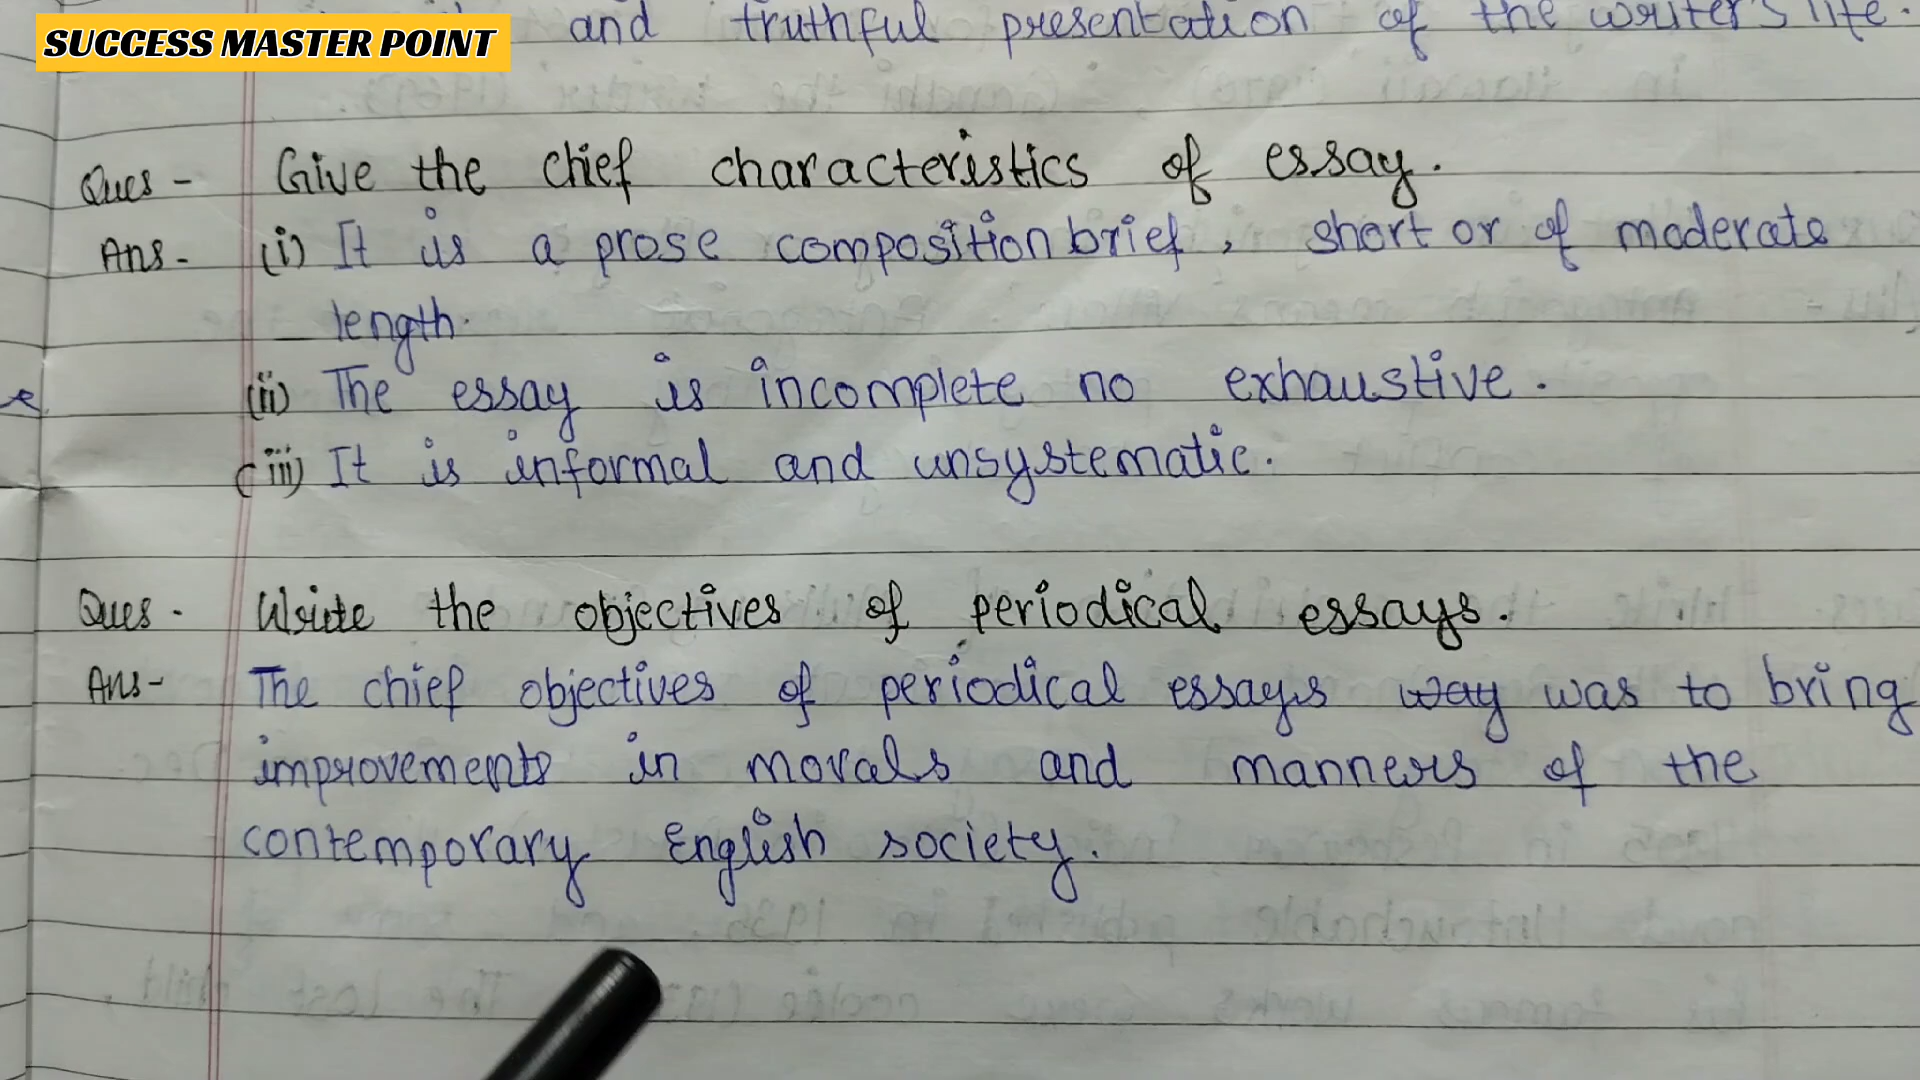 SUCCESS MASTER POINT
and truthful presentation of the writer's life.
Ques - Give the chief characteristics of essay.
Ans - (i) It is a prose composition brief, short or of moderate
length.
(ii) The essay is incomplete no exhaustive.
(iii) It is informal and unsystematic.
Ques - Write the objectives of periodical essays.
Ans - The chief objectives of periodical essays way was to bring
improvements in morals and manners of the
contemporary English society.